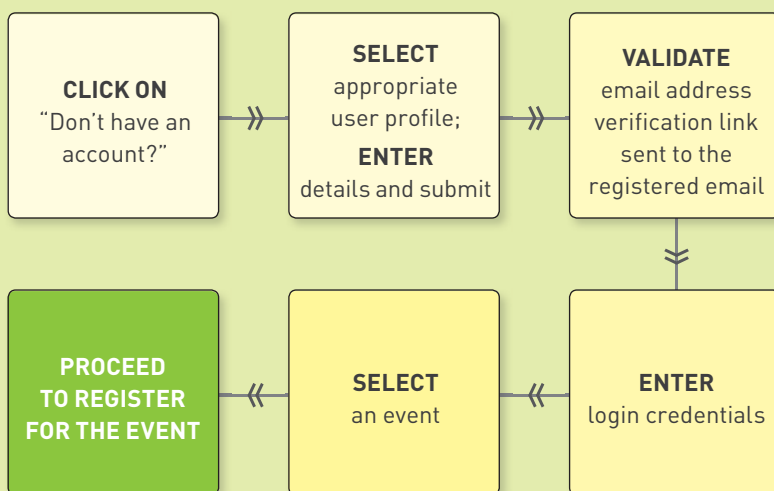 CLICK ON
“Don’t have an
account?”
SELECT
appropriate
user profile;
ENTER
details and submit
VALIDATE
email address
verification link
sent to the
registered email
ENTER
login credentials
SELECT
an event
PROCEED
TO REGISTER
FOR THE EVENT